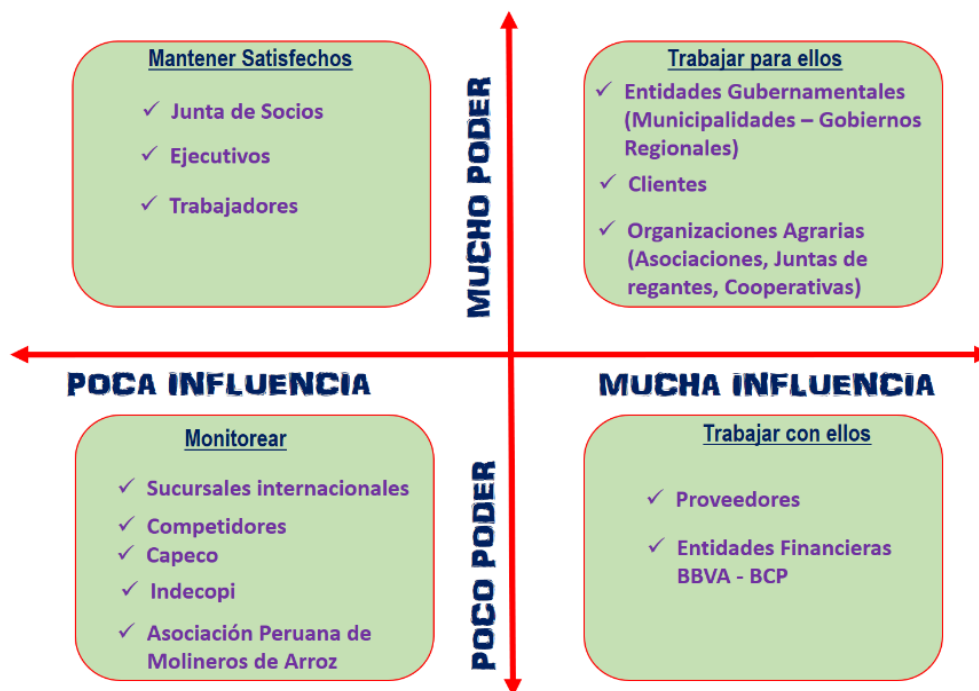 Mantener Satisfechos
✓ Junta de Socios
✓ Ejecutivos
✓ Trabajadores
MUCHO PODER
Trabajar para ellos
✓ Entidades Gubernamentales
(Municipalidades – Gobiernos
Regionales)
✓ Clientes
✓ Organizaciones Agrarias
(Asociaciones, Juntas de
regantes, Cooperativas)
POCA INFLUENCIA
MUCHA INFLUENCIA
Monitorear
✓ Sucursales internacionales
✓ Competidores
✓ Capeco
✓ Indecopi
✓ Asociación Peruana de
Molineros de Arroz
POCO PODER
Trabajar con ellos
✓ Proveedores
✓ Entidades Financieras
BBVA - BCP